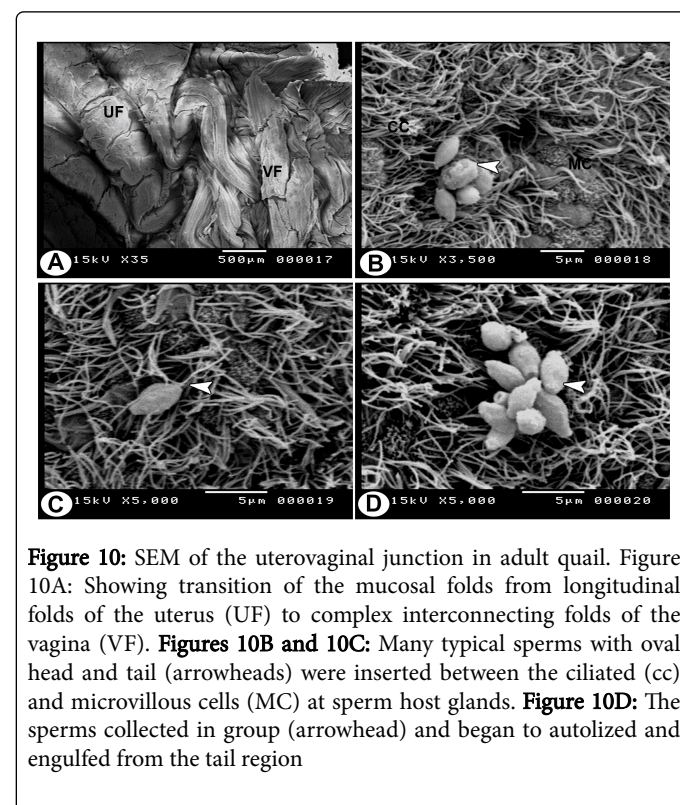 UF
VF
A 15kV X35 500μm 000017
CC
MC
B 15kV X3,500 5μm 000018
C 15kV X5,000 5μm 000019
D 15kV X5,000 5μm 000020
Figure 10: SEM of the uterovaginal junction in adult quail. Figure
10A: Showing transition of the mucosal folds from longitudinal
folds of the uterus (UF) to complex interconnecting folds of the
vagina (VF). Figures 10B and 10C: Many typical sperms with oval
head and tail (arrowheads) were inserted between the ciliated (cc)
and microvillous cells (MC) at sperm host glands. Figure 10D: The
sperms collected in group (arrowhead) and began to autolized and
engulfed from the tail region